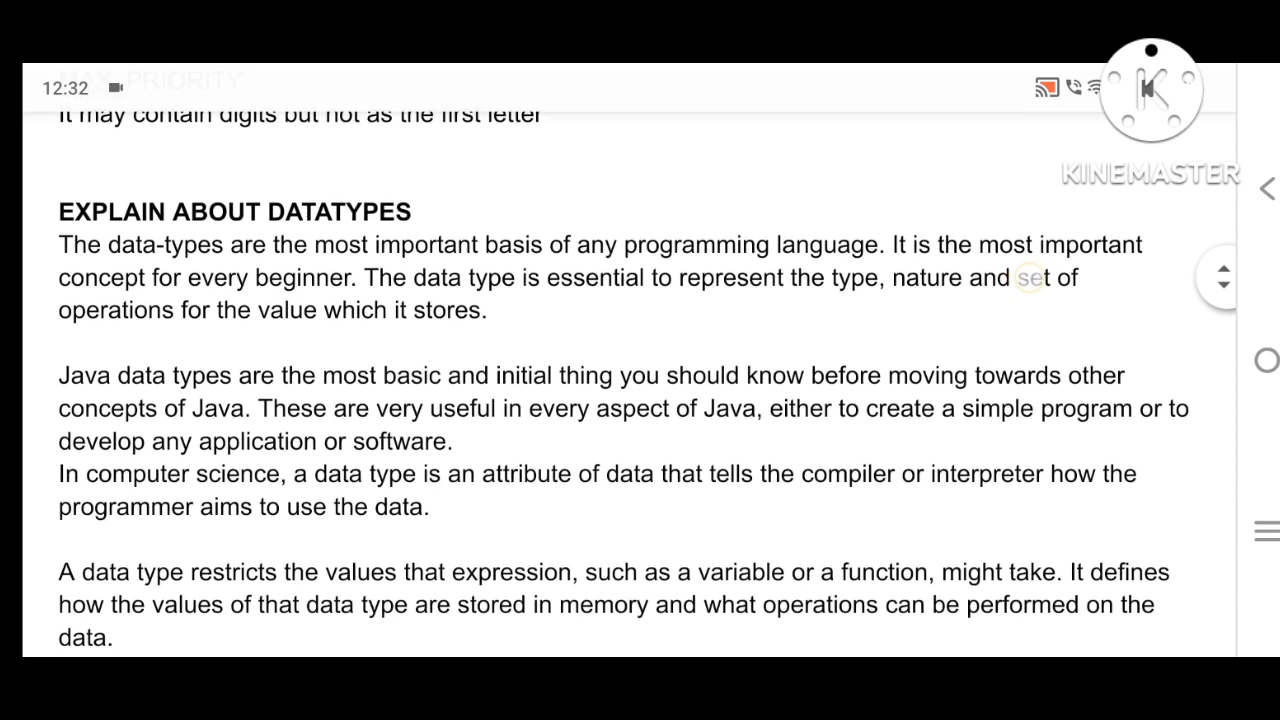 MAX_PRIORITY
12:32
It may contain digits but not as the first letter
KINEMASTER
EXPLAIN ABOUT DATATYPES
The data-types are the most important basis of any programming language. It is the most important
concept for every beginner. The data type is essential to represent the type, nature and set of
operations for the value which it stores.
Java data types are the most basic and initial thing you should know before moving towards other
concepts of Java. These are very useful in every aspect of Java, either to create a simple program or to
develop any application or software.
In computer science, a data type is an attribute of data that tells the compiler or interpreter how the
programmer aims to use the data.
A data type restricts the values that expression, such as a variable or a function, might take. It defines
how the values of that data type are stored in memory and what operations can be performed on the
data.